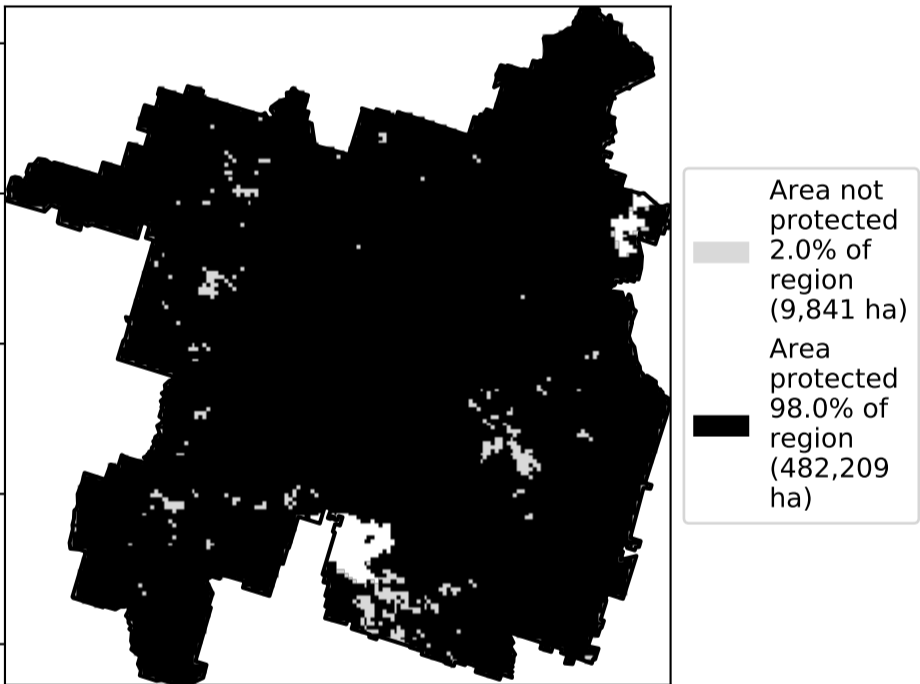 Area not
protected
2.0% of
region
(9,841 ha)
Area
protected
98.0% of
region
(482,209
ha)